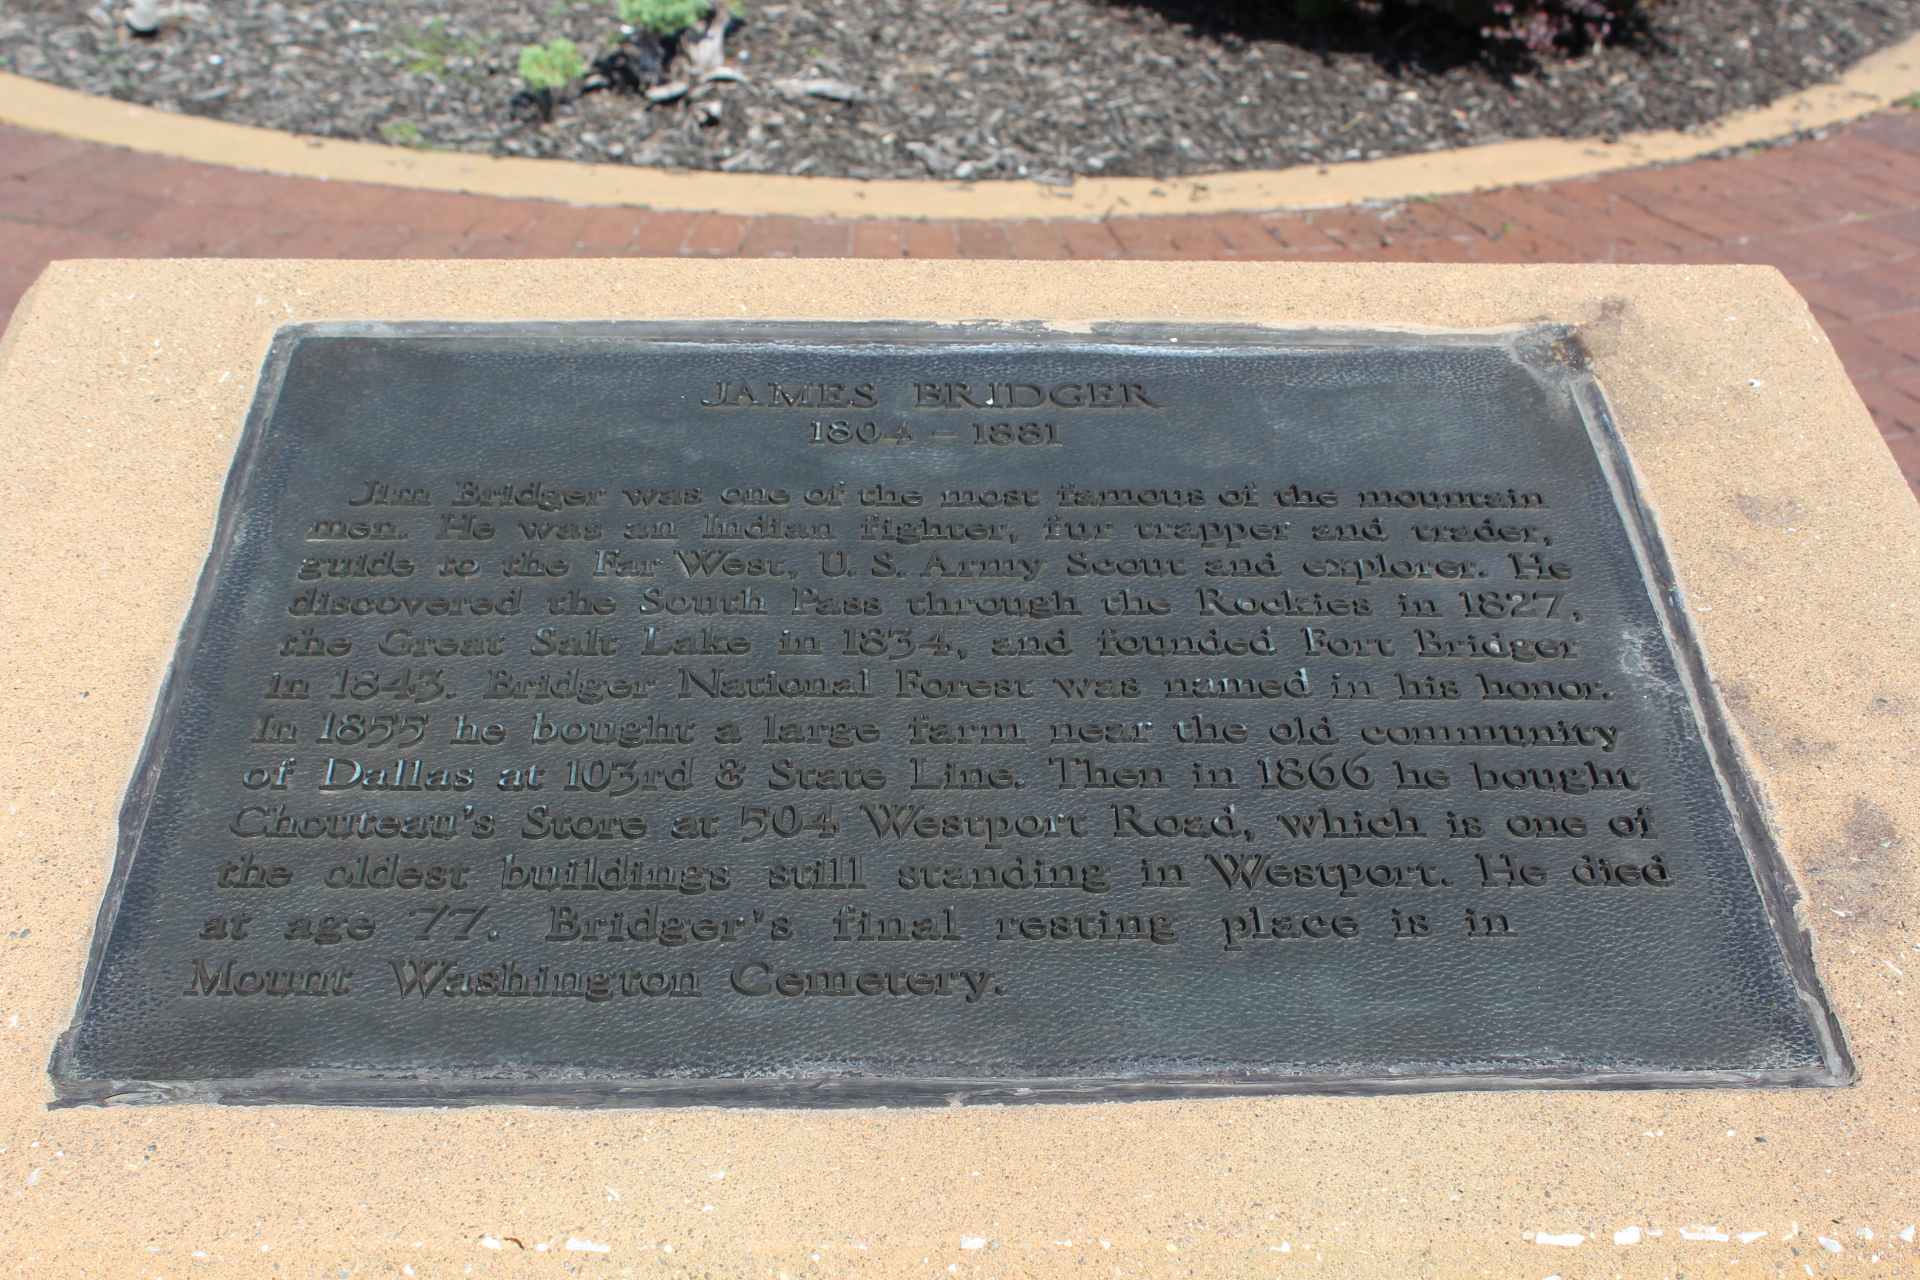 JAMES BRIDGER
1804 - 1881
Jim Bridger was one of the most famous of the mountain
men. He was an Indian fighter, fur trapper and trader,
guide to the Far West, U. S. Army Scout and explorer. He
discovered the South Pass through the Rockies in 1827,
the Great Salt Lake in 1834, and founded Fort Bridger
in 1843. Bridger National Forest was named in his honor.
In 1855 he bought a large farm near the old community
of Dallas at 103rd & State Line. Then in 1866 he bought
Chouteau's Store at 504 Westport Road, which is one of
the oldest buildings still standing in Westport. He died
at age 77. Bridger's final resting place is in
Mount Washington Cemetery.